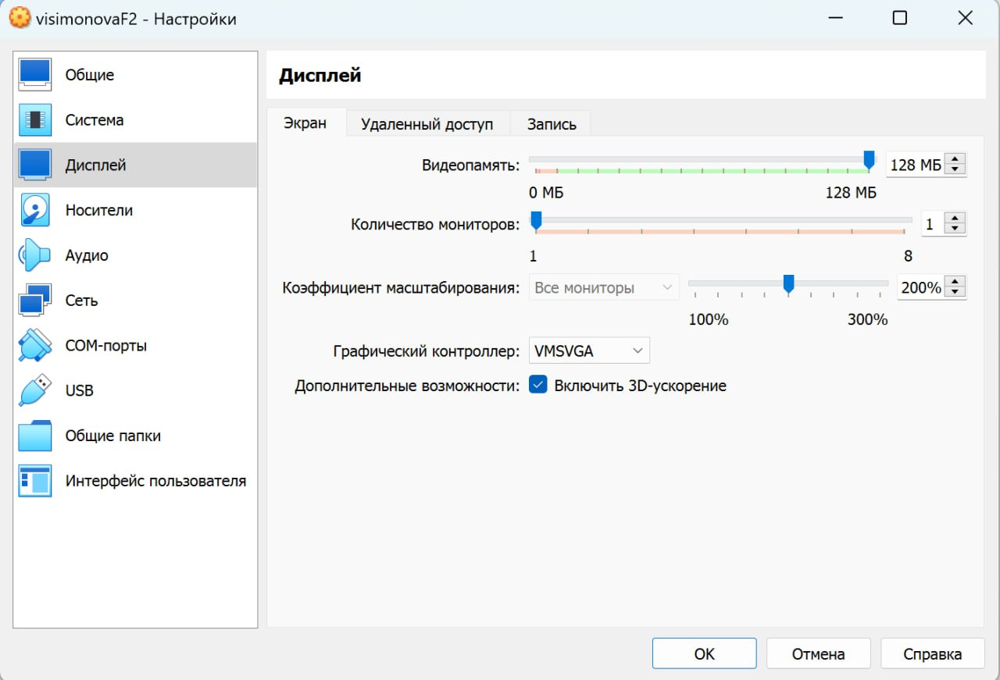 visimonovaF2 - Настройки
Общие
Система
Дисплей
Носители
Аудио
Сеть
COM-порты
USB
Общие папки
Интерфейс пользователя
Дисплей
Экран Удаленный доступ Запись
Видеопамять: 128 МБ
0 МБ 128 МБ
Количество мониторов: 1
1 8
Коэффициент масштабирования: Все мониторы 200%
100% 300%
Графический контроллер: VMSVGA
Дополнительные возможности: Включить 3D-ускорение
OK Отмена Справка